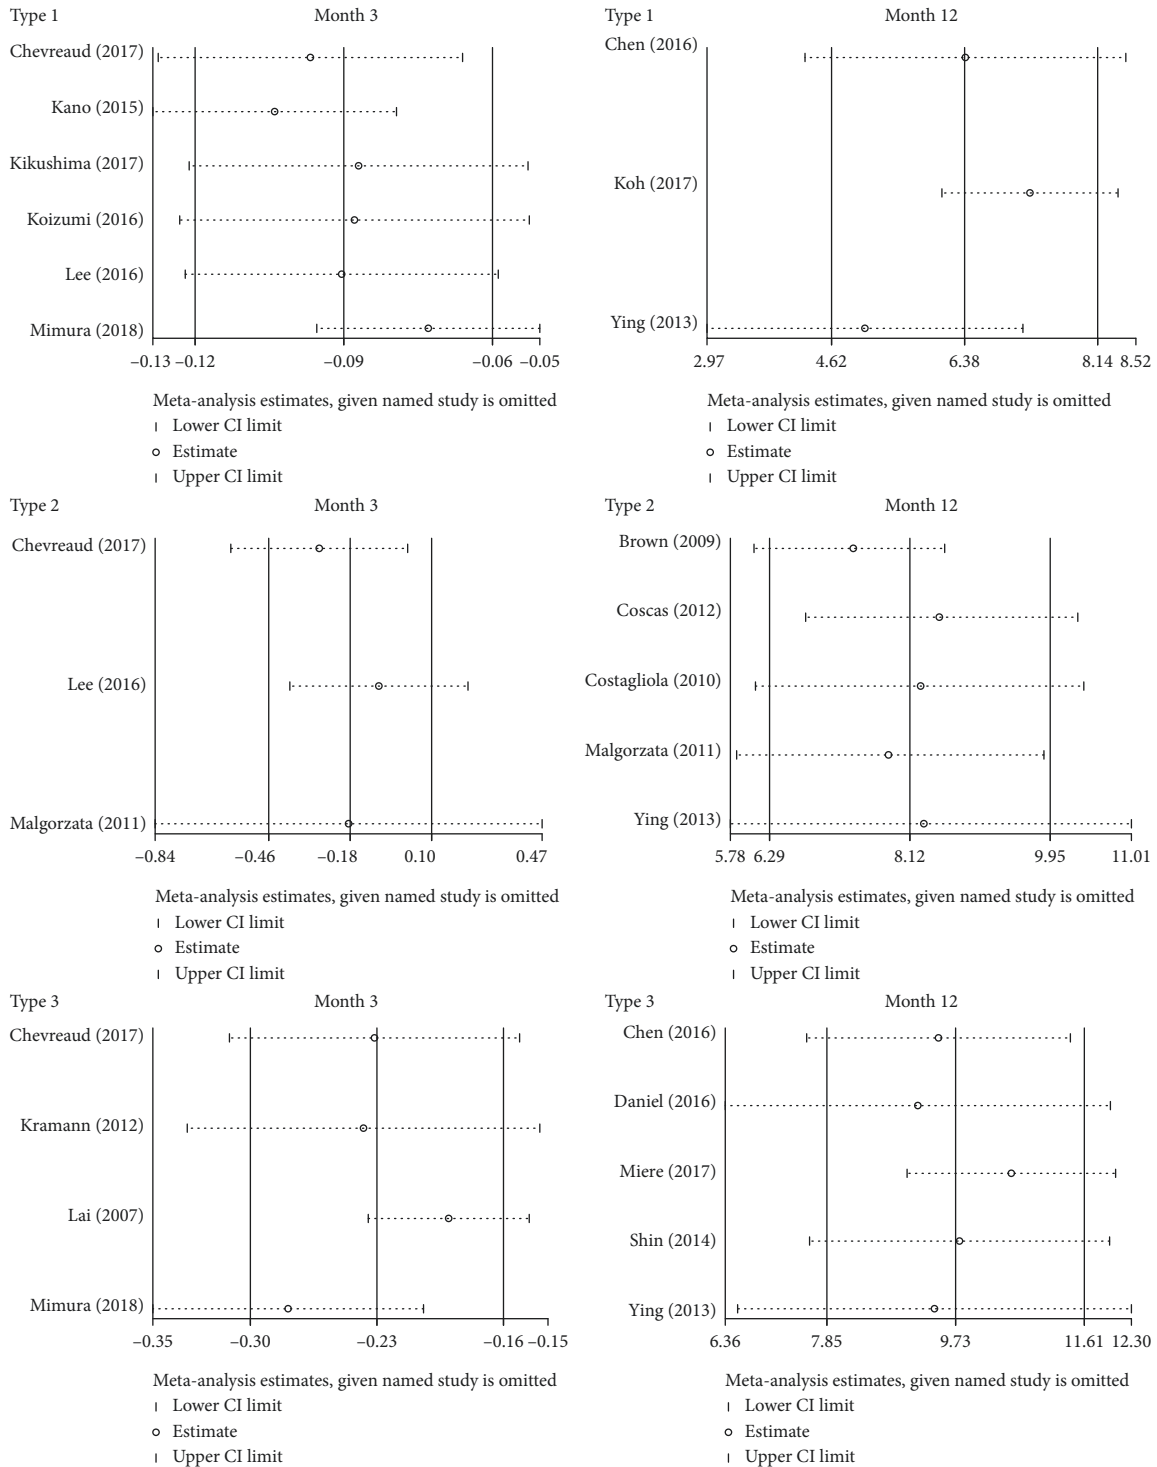 Type 1 Month 3
Chevreaud (2017)
Kano (2015)
Kikushima (2017)
Koizumi (2016)
Lee (2016)
Mimura (2018)
–0.13 –0.12 –0.09 –0.06 –0.05
Meta-analysis estimates, given named study is omitted
Lower CI limit
Estimate
Upper CI limit
Type 1 Month 12
Chen (2016)
Koh (2017)
Ying (2013)
2.97 4.62 6.38 8.14 8.52
Meta-analysis estimates, given named study is omitted
Lower CI limit
Estimate
Upper CI limit
Type 2 Month 3
Chevreaud (2017)
Lee (2016)
Malgorzata (2011)
–0.84 –0.46 –0.18 0.10 0.47
Meta-analysis estimates, given named study is omitted
Lower CI limit
Estimate
Upper CI limit
Type 2 Month 12
Brown (2009)
Coscas (2012)
Costagliola (2010)
Malgorzata (2011)
Ying (2013)
5.78 6.29 8.12 9.95 11.01
Meta-analysis estimates, given named study is omitted
Lower CI limit
Estimate
Upper CI limit
Type 3 Month 3
Chevreaud (2017)
Kramann (2012)
Lai (2007)
Mimura (2018)
–0.35 –0.30 –0.23 –0.16 –0.15
Meta-analysis estimates, given named study is omitted
Lower CI limit
Estimate
Upper CI limit
Type 3 Month 12
Chen (2016)
Daniel (2016)
Miere (2017)
Shin (2014)
Ying (2013)
6.36 7.85 9.73 11.61 12.30
Meta-analysis estimates, given named study is omitted
Lower CI limit
Estimate
Upper CI limit